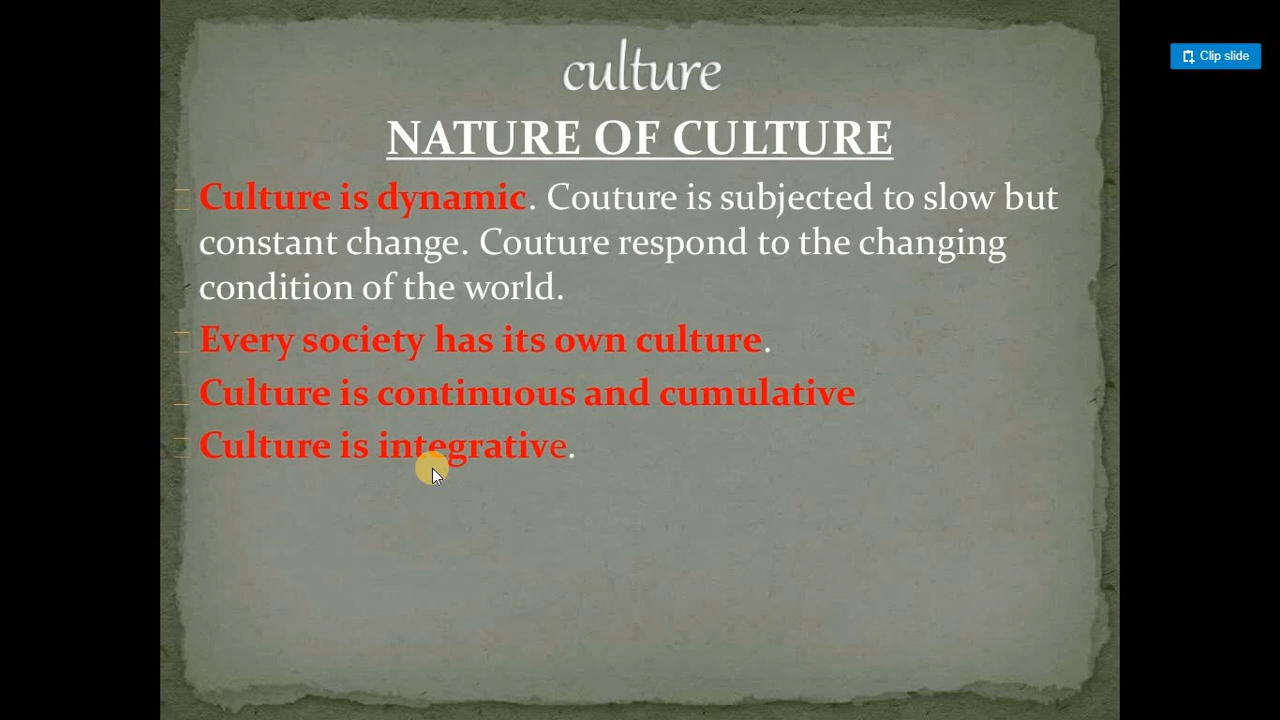 culture
Clip slide
NATURE OF CULTURE
Culture is dynamic. Couture is subjected to slow but
constant change. Couture respond to the changing
condition of the world.
Every society has its own culture.
Culture is continuous and cumulative
Culture is integrative.